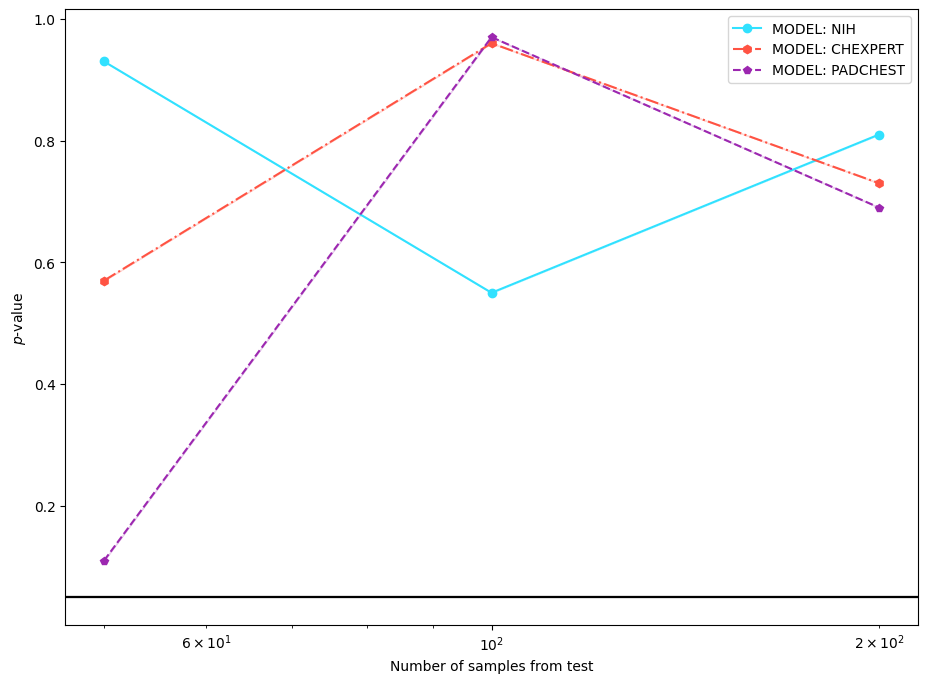 1.0
0.8
0.6
0.4
0.2
p-value
MODEL: NIH
MODEL: CHEXPERT
MODEL: PADCHEST
6 × 10¹
10²
2 × 10²
Number of samples from test